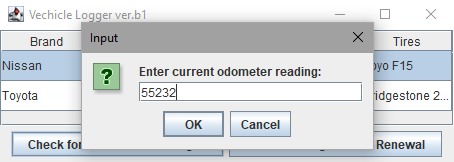 Vechicle Logger ver.b1
Input
Brand
Tires
Enter current odometer reading:
Nissan
oyo F15
55232
Toyota
ridgestone 2...
OK
Cancel
Check for
Renewal